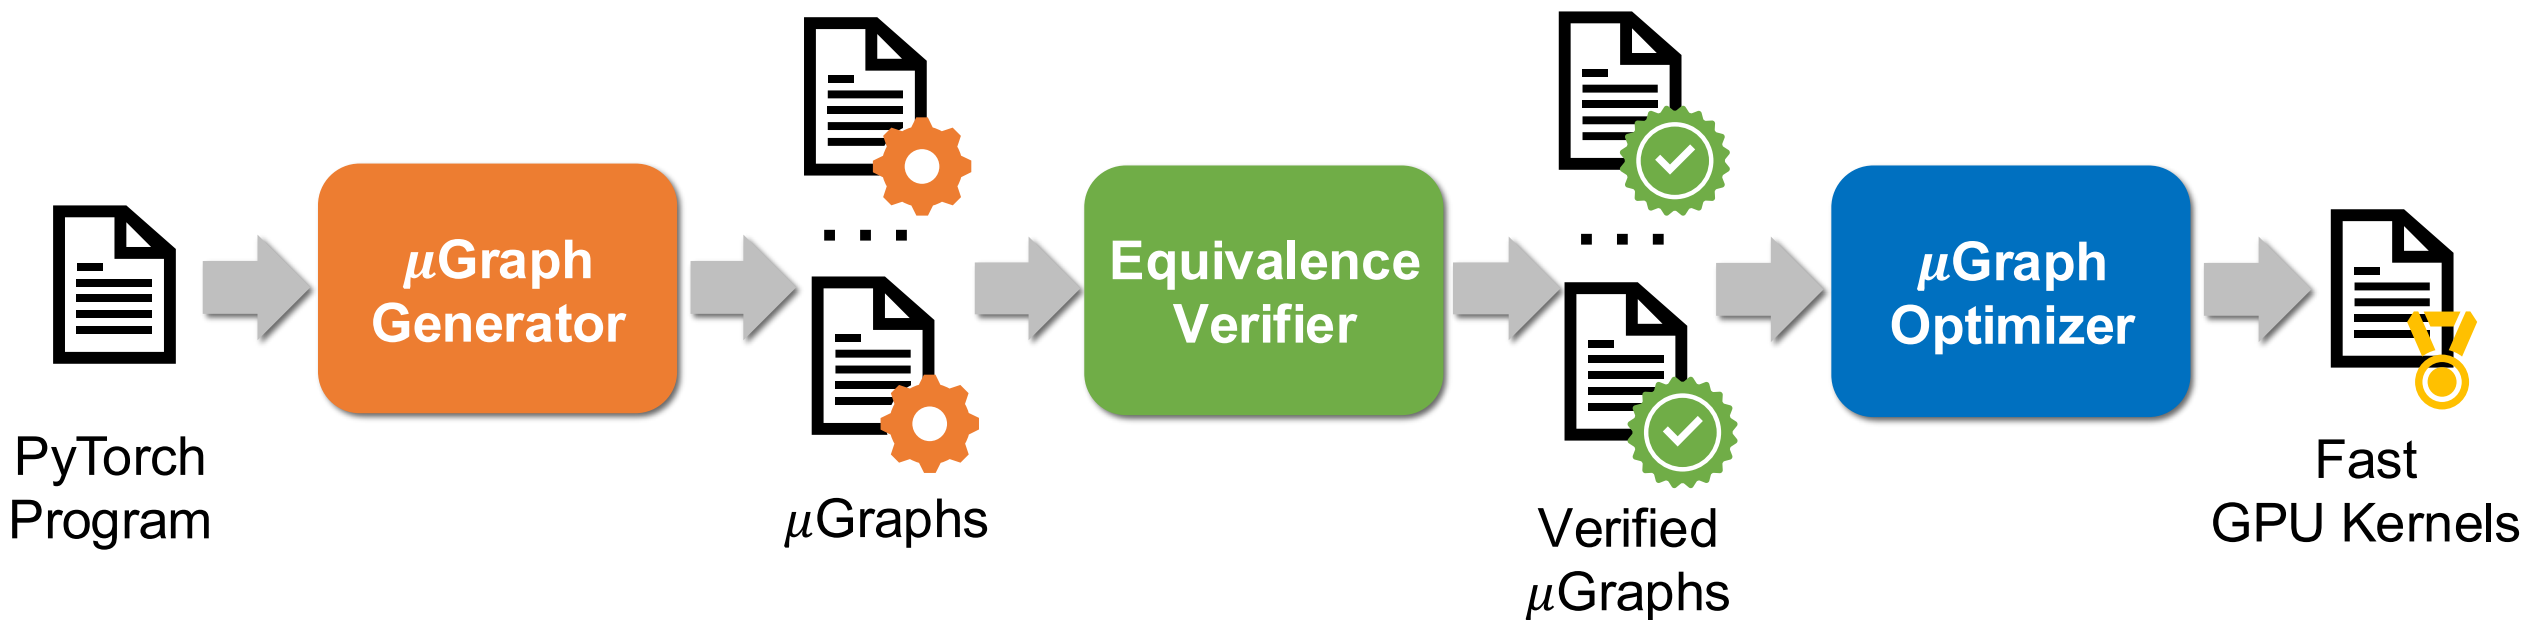 PyTorch
Program
μGraph
Generator
μGraphs
Equivalence
Verifier
Verified
μGraphs
μGraph
Optimizer
Fast
GPU Kernels